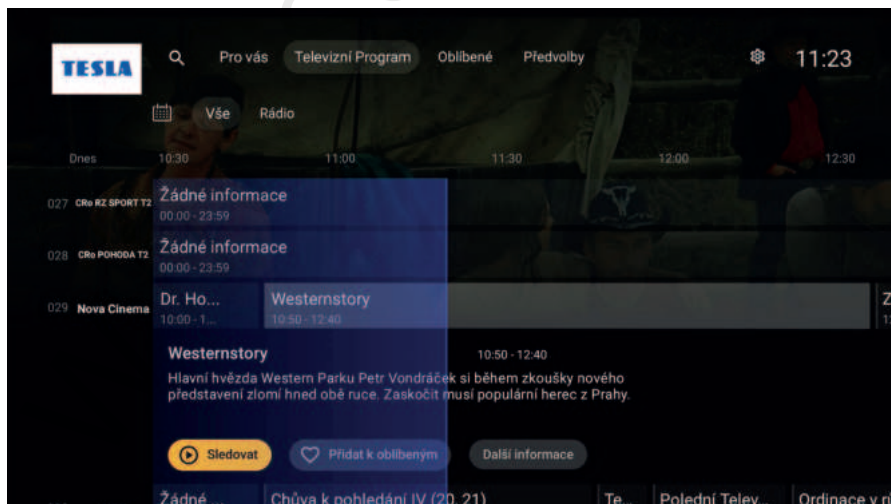 TESLA
Pro vás Televizní Program Oblíbené Předvolby 11:23
Vše Rádio
Dnes 10:30 11:00 11:30 12:00 12:30
027 CRo RZ SPORT T2 Žádné informace
00:00 - 23:59
028 CRo POHODA T2 Žádné informace
00:00 - 23:59
029 Nova Cinema Dr. Ho... Westernstory Z
10:00 - 1... 10:50 - 12:40
Westernstory 10:50 - 12:40
Hlavní hvězda Western Parku Petr Vondráček si během zkoušky nového
představení zlomí hned obě ruce. Zaskočit musí populární herec z Prahy.
Sledovat Přidat k oblíbeným Další informace
Žádné ... Chůva k pohledání IV (20, 21) Te... Polední Telev... Ordinace v